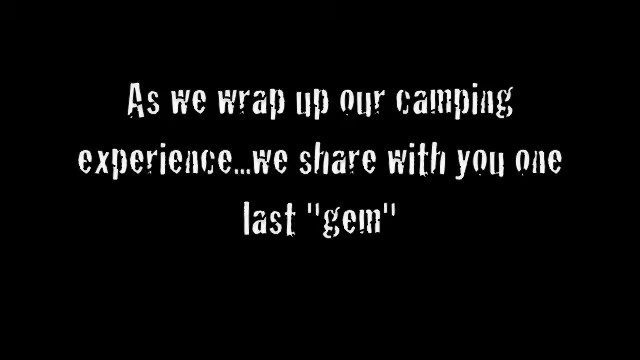 As we wrap up our camping
experience...we share with you one
last "gem"